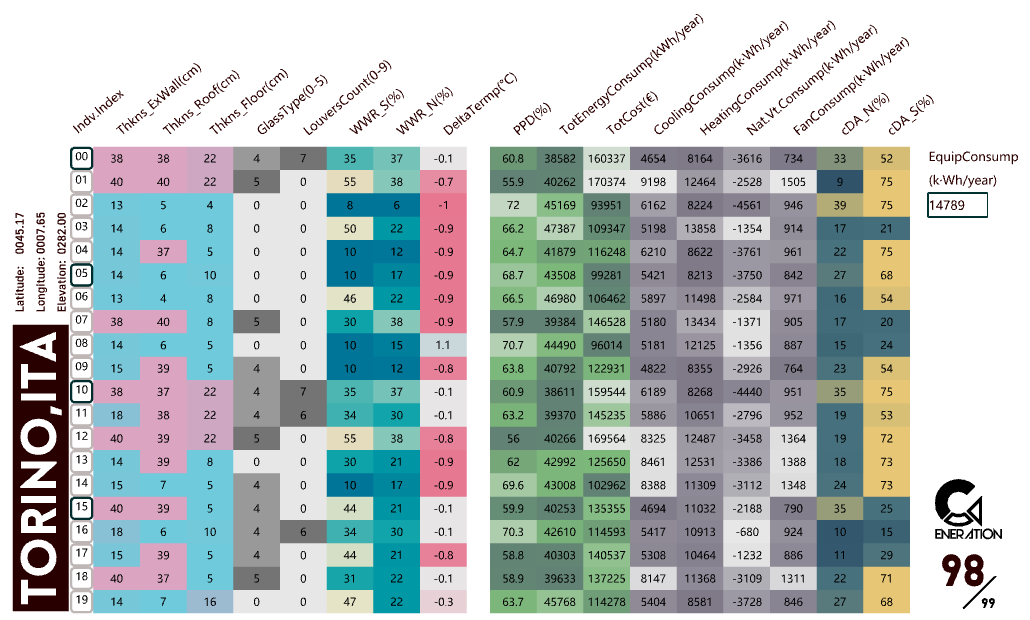 Indv.Index Thkns_ExWall(cm) Thkns_Roof(cm) Thkns_Floor(cm) GlassType(0-5) LouversCount(0-9) WWR_S(%) WWR_N(%) DeltaTermp(°C) PPD(%) TotEnergyConsump(kWh/year) TotCost(€) CoolingConsump(k·Wh/year) HeatingConsump(k·Wh/year) Nat.Vt.Consump(k·Wh/year) FanConsump(k·Wh/year) cDA_N(%) cDA_S(%)
00 38 38 22 4 7 35 37 -0.1 60.8 38582 160337 4654 8164 -3616 734 33 52
01 40 40 22 5 0 55 38 -0.7 55.9 40262 170374 9198 12464 -2528 1505 9 75
02 13 5 4 0 0 8 6 -1 72 45169 93951 6162 8224 -4561 946 39 75
03 14 6 8 0 0 50 22 -0.9 66.2 47387 109347 5198 13858 -1354 914 17 21
04 14 37 5 0 0 10 12 -0.9 64.7 41879 116248 6210 8622 -3761 961 22 75
05 14 6 10 0 0 10 17 -0.9 68.7 43508 99281 5421 8213 -3750 842 27 68
06 13 4 8 0 0 46 22 -0.9 66.5 46980 106462 5897 11498 -2584 971 16 54
07 38 40 8 5 0 30 38 -0.9 57.9 39384 146528 5180 13434 -1371 905 17 20
08 14 6 5 0 0 10 15 1.1 70.7 44490 96014 5181 12125 -1356 887 15 24
09 15 39 5 4 0 10 12 -0.8 63.8 40792 122931 4822 8355 -2926 764 23 54
10 38 37 22 4 7 35 37 -0.1 60.9 38611 159544 6189 8268 -4440 951 35 75
11 18 38 22 4 6 34 30 -0.1 63.2 39370 145235 5886 10651 -2796 952 19 53
12 40 39 22 5 0 55 38 -0.8 56 40266 169564 8325 12487 -3458 1364 19 72
13 14 39 8 0 0 30 21 -0.9 62 42992 125650 8461 12531 -3386 1388 18 73
14 15 7 5 4 0 10 17 -0.9 69.6 43008 102962 8388 11309 -3112 1348 24 73
15 40 39 5 4 0 44 21 -0.1 59.9 40253 135355 4694 11032 -2188 790 35 25
16 18 6 10 4 6 34 30 -0.1 70.3 42610 114593 5417 10913 -680 924 10 15
17 15 39 5 4 0 44 21 -0.8 58.8 40303 140537 5308 10464 -1232 886 11 29
18 40 37 5 5 0 31 22 -0.1 58.9 39633 137225 8147 11368 -3109 1311 22 71
19 14 7 16 0 0 47 22 -0.3 63.7 45768 114278 5404 8581 -3728 846 27 68
EquipConsump
(k·Wh/year)
14789
Latitude: 0045.17
Longitude: 0007.65
Elevation: 0282.00
TORINO,ITA
ENERATION
98/99